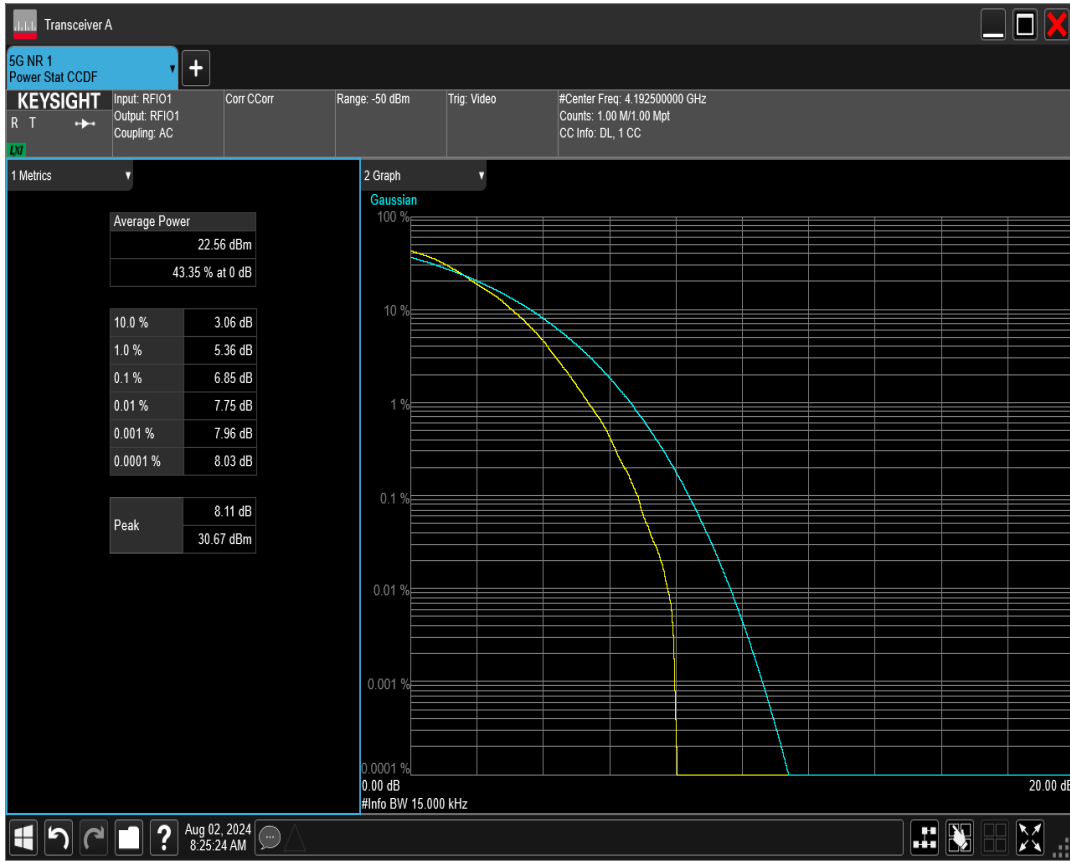 Transceiver A
5G NR 1
Power Stat CCDF
KEYSIGHT
R T
LXI
Input: RFIO1
Output: RFIO1
Coupling: AC
Corr CCorr
Range: -50 dBm
Trig: Video
#Center Freq: 4.192500000 GHz
Counts: 1.00 M/1.00 Mpt
CC Info: DL, 1 CC
1 Metrics
Average Power
22.56 dBm
43.35 % at 0 dB
10.0 % 3.06 dB
1.0 % 5.36 dB
0.1 % 6.85 dB
0.01 % 7.75 dB
0.001 % 7.96 dB
0.0001 % 8.03 dB
Peak 8.11 dB
30.67 dBm
2 Graph
Gaussian
100 %
10 %
1 %
0.1 %
0.01 %
0.001 %
0.0001 %
0.00 dB 20.00 dB
#Info BW 15.000 kHz
Aug 02, 2024
8:25:24 AM